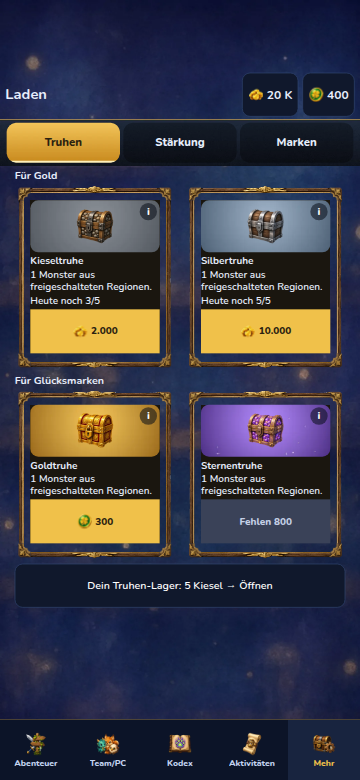 Laden
20 K
400
Truhen
Stärkung
Marken
Für Gold
i
Kieseltruhe
1 Monster aus
freigeschalteten Regionen.
Heute noch 3/5
2.000
i
Silbertruhe
1 Monster aus
freigeschalteten Regionen.
Heute noch 5/5
10.000
Für Glücksmarken
i
Goldtruhe
1 Monster aus
freigeschalteten Regionen.
300
i
Sternentruhe
1 Monster aus
freigeschalteten Regionen.
Fehlen 800
Dein Truhen-Lager: 5 Kiesel → Öffnen
Abenteuer
Team/PC
Kodex
Aktivitäten
Mehr